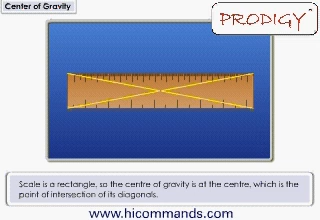 Center of Gravity
PRODIGY
Scale is a rectangle, so the centre of gravity is at the centre, which is the
point of intersection of its diagonals.
www.hicommands.com